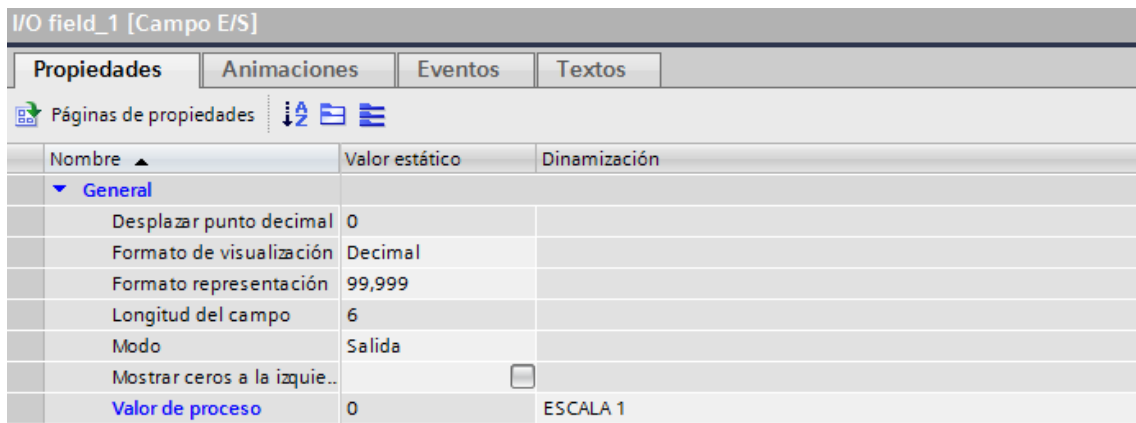 I/O field_1 [Campo E/S]
Propiedades Animaciones Eventos Textos
Páginas de propiedades
Nombre Valor estático Dinamización
General
Desplazar punto decimal 0
Formato de visualización Decimal
Formato representación 99,999
Longitud del campo 6
Modo Salida
Mostrar ceros a la izquie..
Valor de proceso 0 ESCALA 1